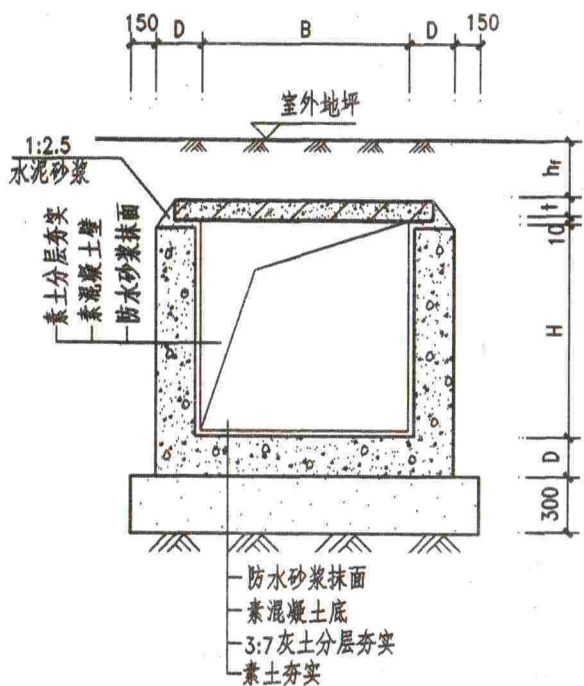 150 D B D 150
室外地坪
1:2.5
水泥砂浆
hf
t
10
H
D
300
素土分层夯实
素混凝土壁
防水砂浆抹面
防水砂浆抹面
素混凝土底
3:7灰土分层夯实
素土夯实